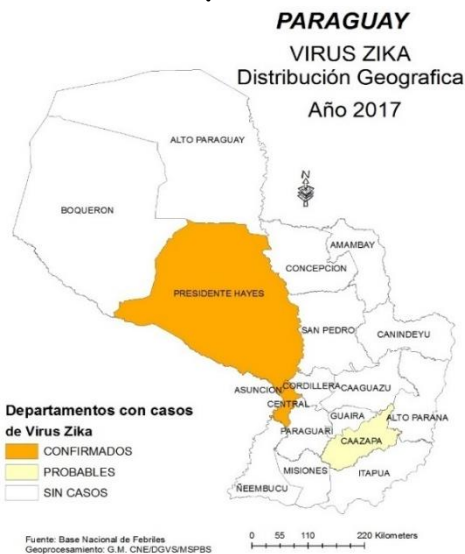 PARAGUAY
VIRUS ZIKA
Distribución Geografica
Año 2017
ALTO PARAGUAY
N
BOQUERON
AMAMBAY
CONCEPCION
PRESIDENTE HAYES
SAN PEDRO
CANINDEYU
ASUNCION
CORDILLERA
CAAGUAZU
CENTRAL
GUAIRA
ALTO PARANA
PARAGUARI
CAAZAPA
MISIONES
ITAPUA
ÑEEMBUCU
Departamentos con casos
de Virus Zika
CONFIRMADOS
PROBABLES
SIN CASOS
Fuente: Base Nacional de Febriles
Geoprocesamiento: G.M. CNE/DGVS/MSPBS
0 55 110 220 Kilometers